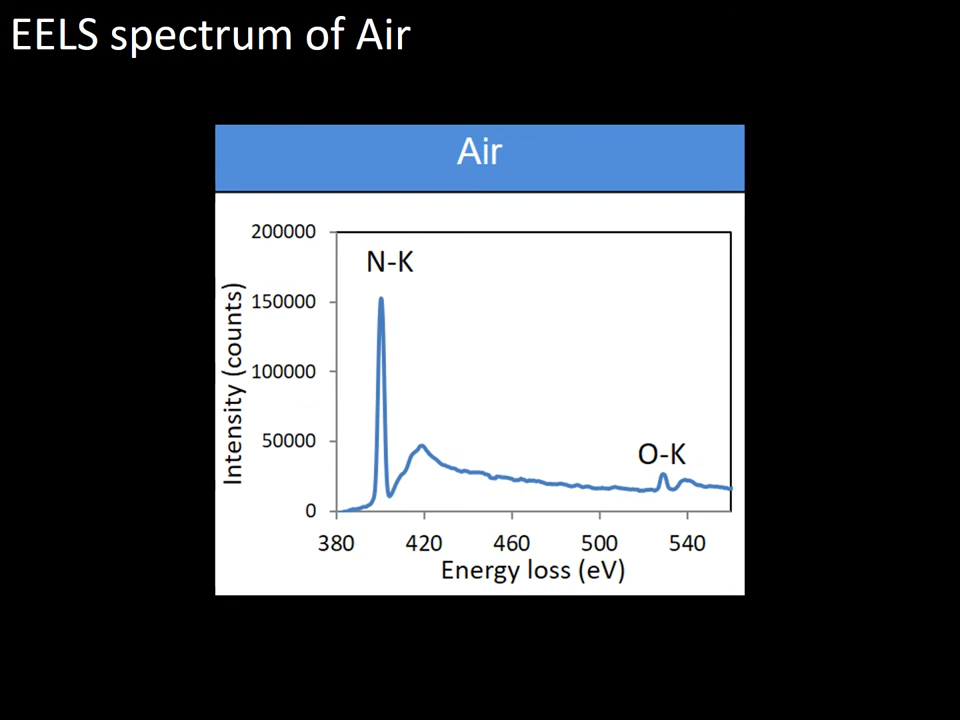 EELS spectrum of Air
Air
200000
N-K
150000
100000
50000
O-K
0
Intensity (counts)
380 420 460 500 540
Energy loss (eV)